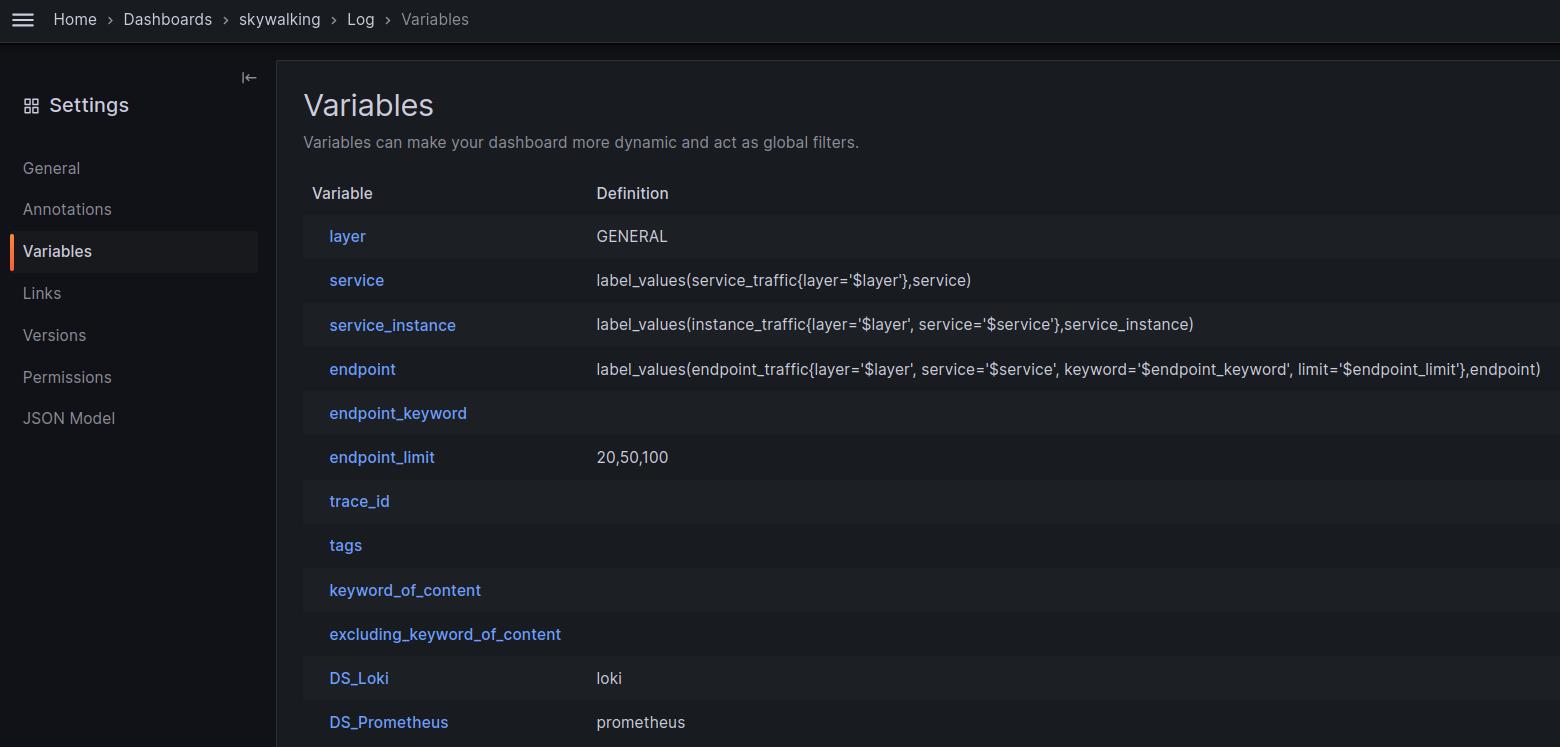 Home › Dashboards › skywalking › Log › Variables
Settings
General
Annotations
Variables
Links
Versions
Permissions
JSON Model
Variables
Variables can make your dashboard more dynamic and act as global filters.
Variable Definition
layer GENERAL
service label_values(service_traffic{layer='$layer'},service)
service_instance label_values(instance_traffic{layer='$layer', service='$service'},service_instance)
endpoint label_values(endpoint_traffic{layer='$layer', service='$service', keyword='$endpoint_keyword', limit='$endpoint_limit'},endpoint)
endpoint_keyword
endpoint_limit 20,50,100
trace_id
tags
keyword_of_content
excluding_keyword_of_content
DS_Loki loki
DS_Prometheus prometheus